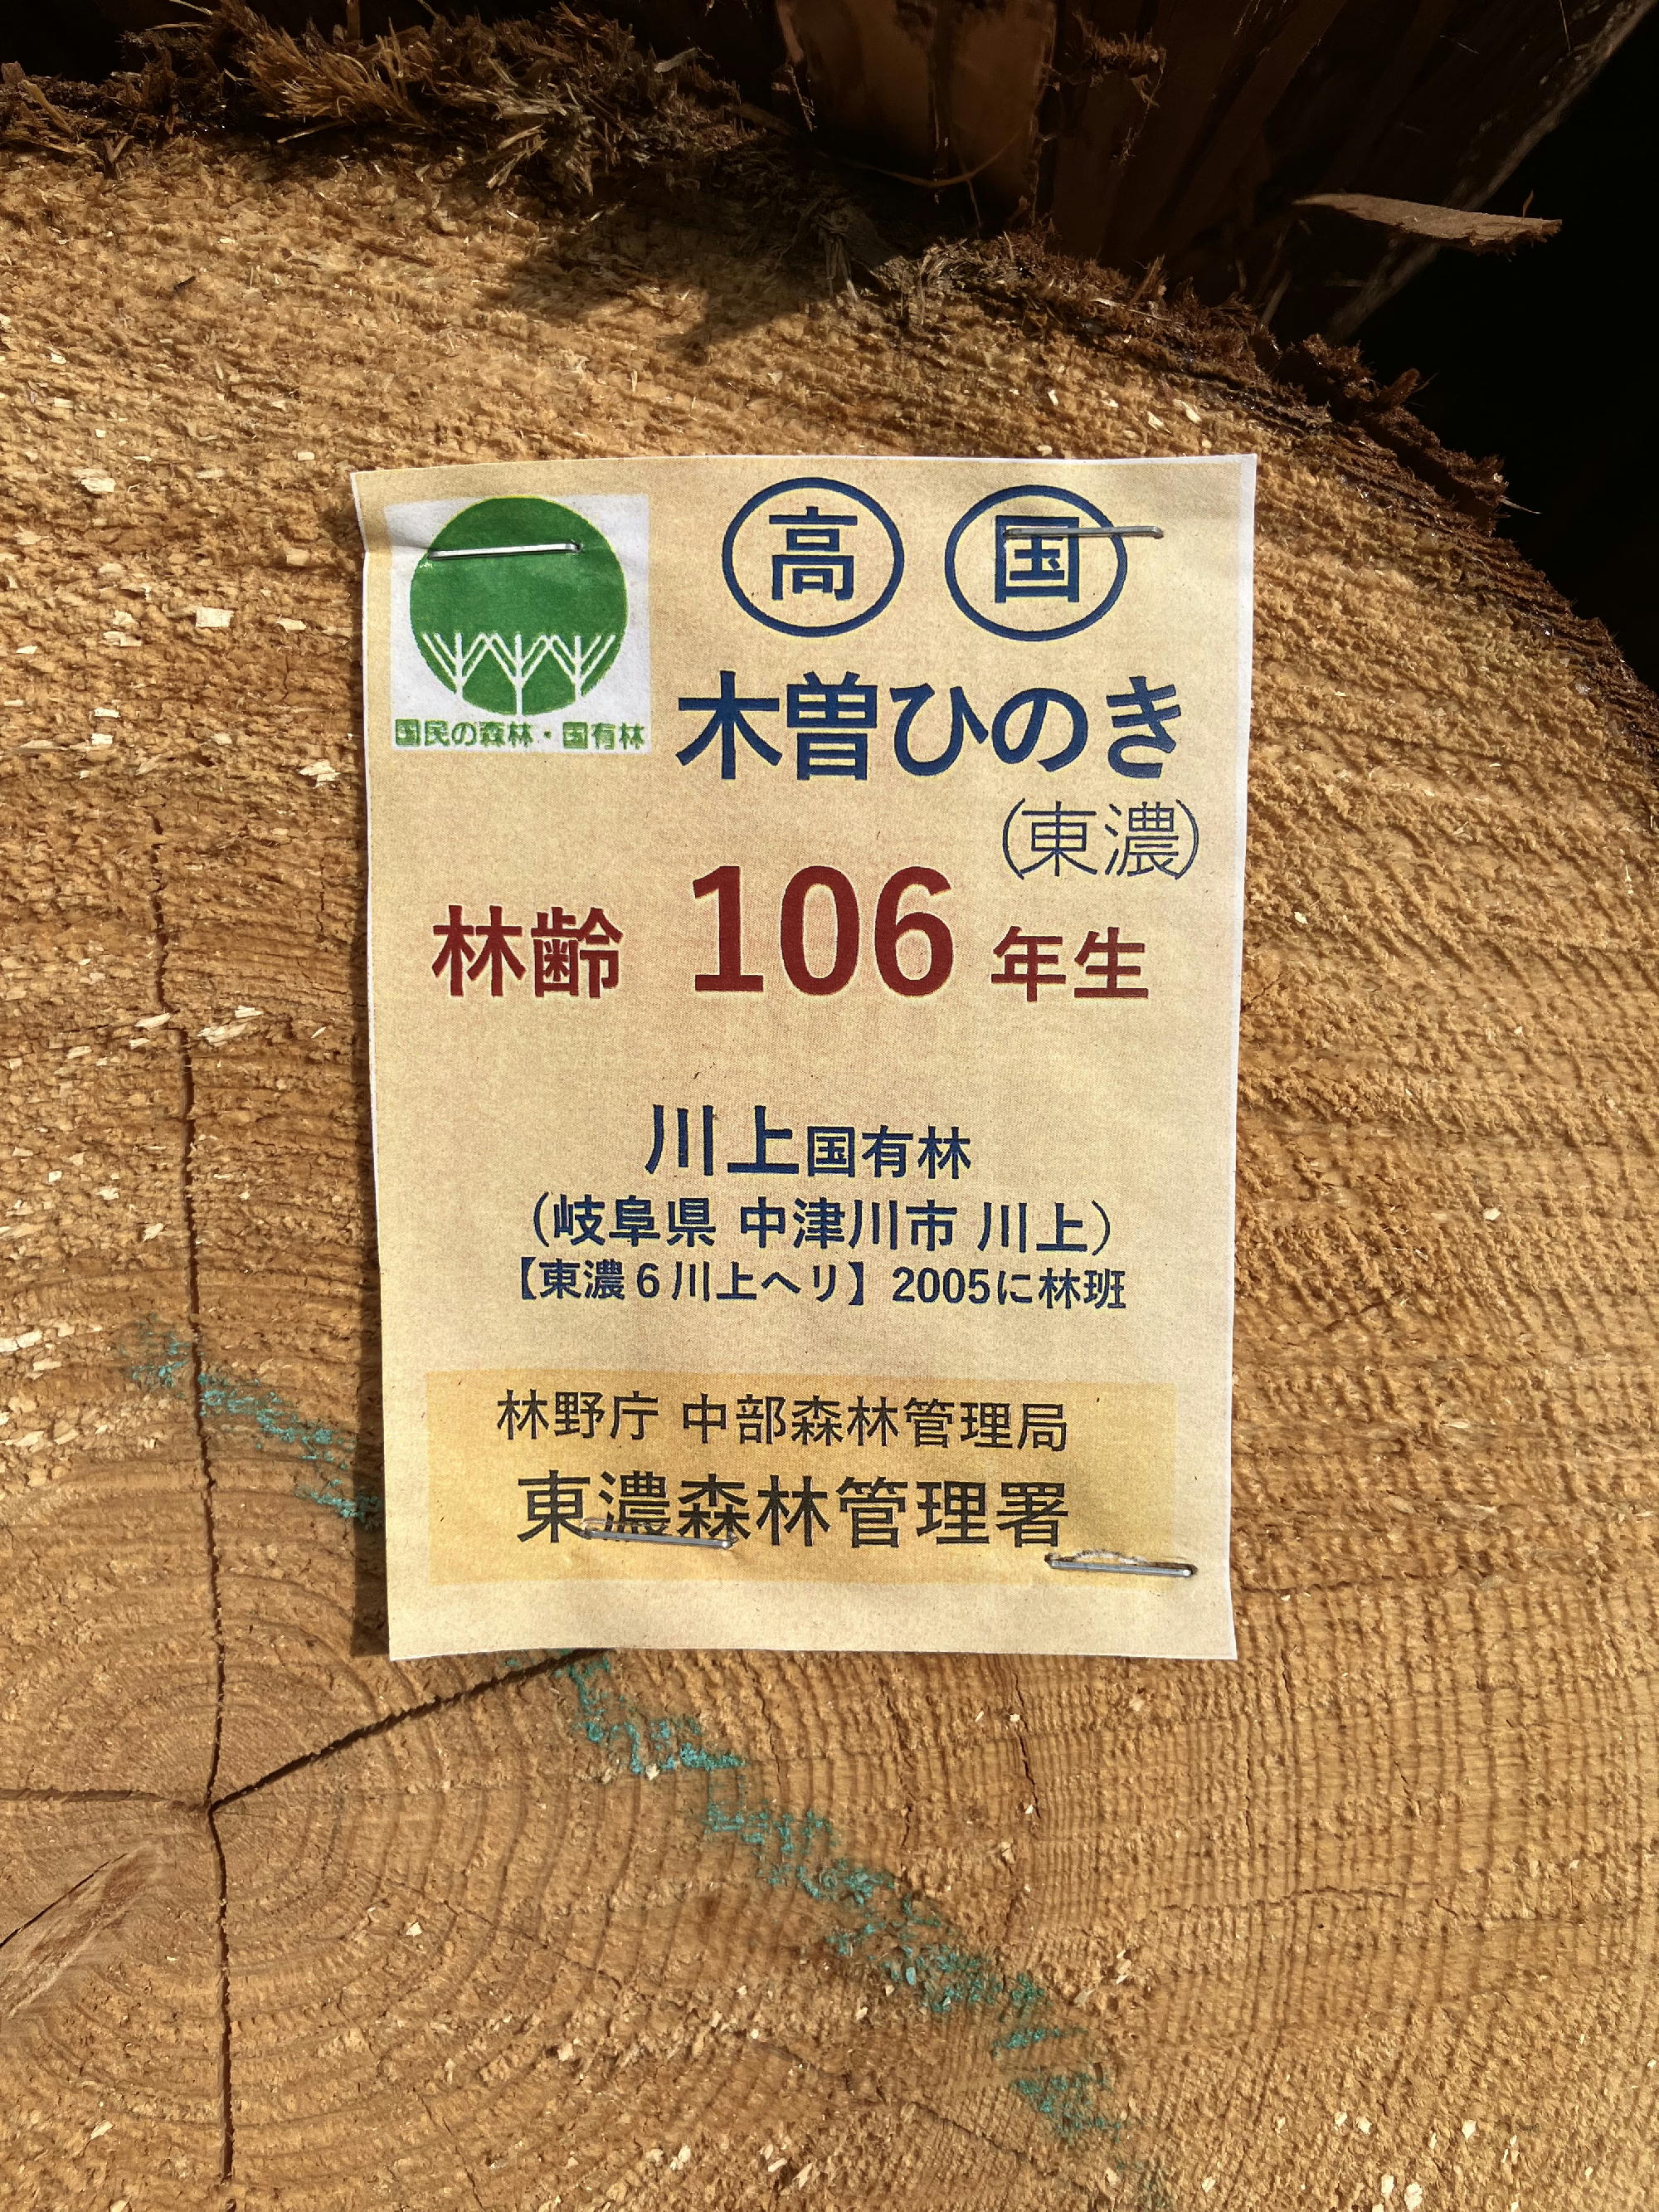 高 国
国民の森林・国有林
木曽ひのき
(東濃)
林齢 106 年生
川上国有林
(岐阜県 中津川市 川上)
【東濃6川上ヘリ】2005に林班
林野庁 中部森林管理局
東濃森林管理署